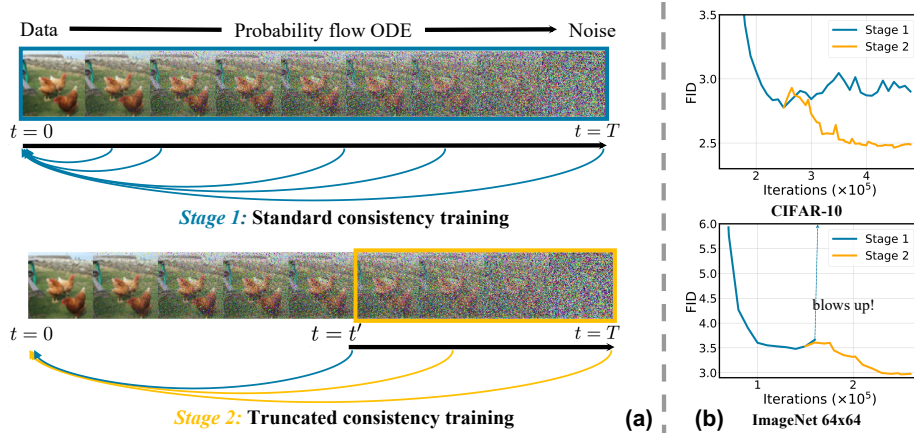 Data Probability flow ODE Noise
t = 0 t = T
Stage 1: Standard consistency training
t = 0 t = t′ t = T
Stage 2: Truncated consistency training
(a)
3.5
3.0
2.5
FID
Stage 1
Stage 2
2 3 4
Iterations (×10⁵)
CIFAR-10
6.0
5.5
5.0
4.5
4.0
3.5
3.0
FID
Stage 1
Stage 2
blows up!
1 2
Iterations (×10⁵)
ImageNet 64x64
(b)